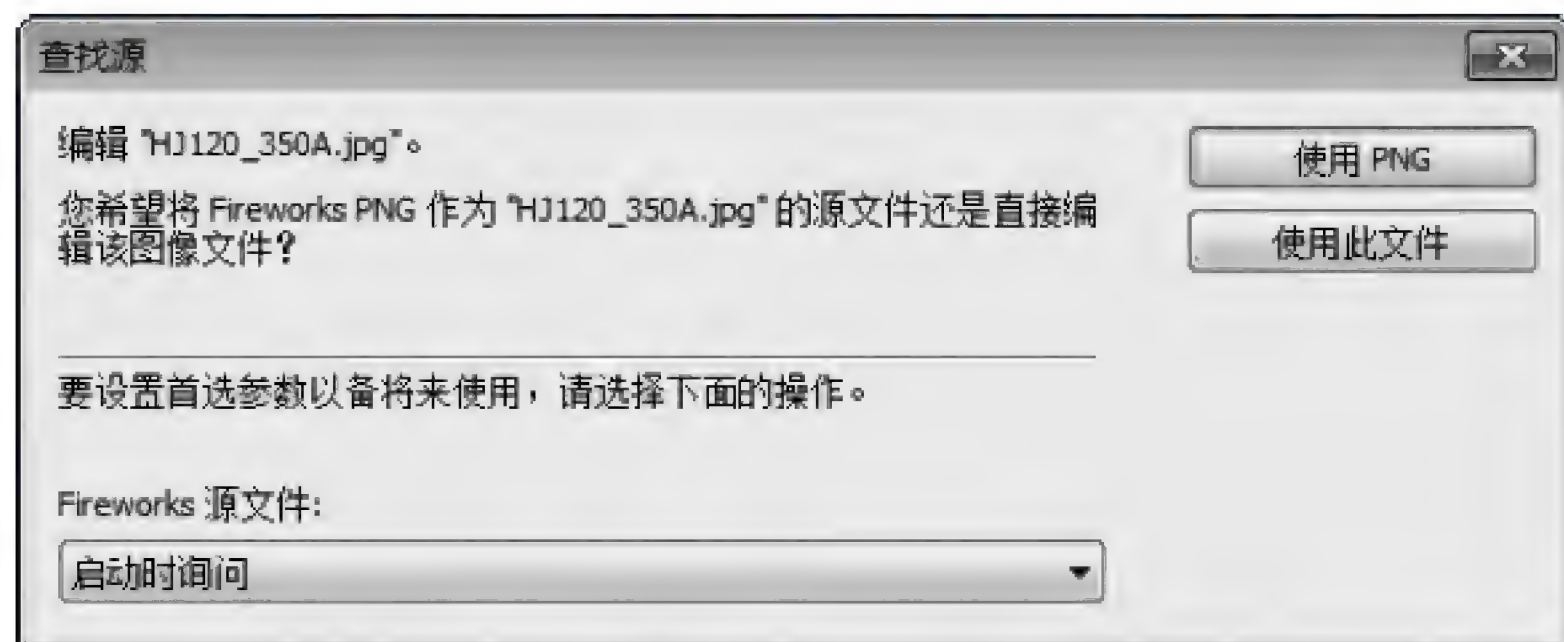 查找源
编辑 "HJ120_350A.jpg"。
使用 PNG
您希望将 Fireworks PNG 作为 "HJ120_350A.jpg" 的源文件还是直接编
辑该图像文件?
使用此文件
要设置首选参数以备将来使用，请选择下面的操作。
Fireworks 源文件:
启动时询问